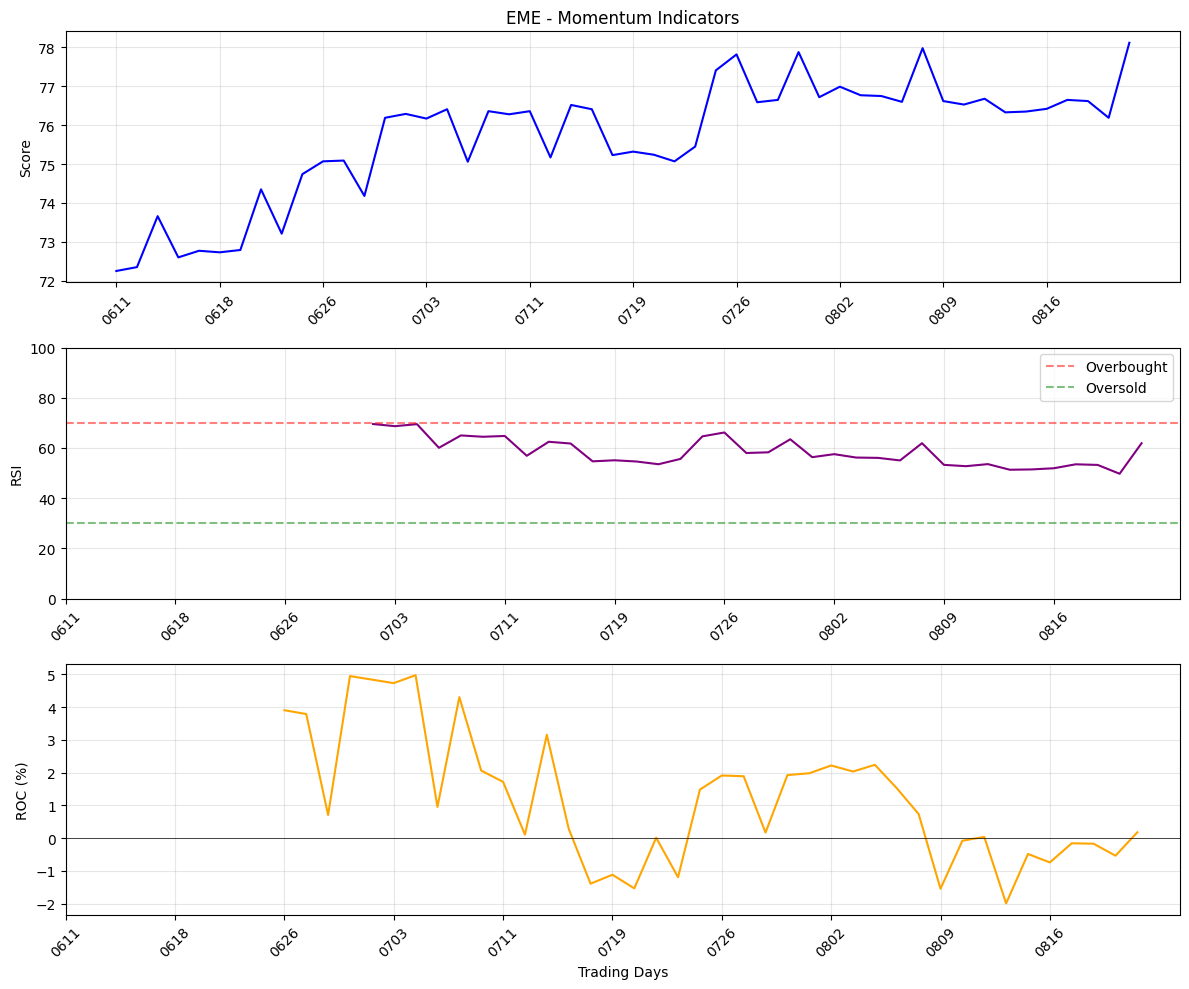 EME - Momentum Indicators
Score
78
77
76
75
74
73
72
0611 0618 0626 0703 0711 0719 0726 0802 0809 0816
RSI
100
80
60
40
20
0
Overbought
Oversold
0611 0618 0626 0703 0711 0719 0726 0802 0809 0816
ROC (%)
5
4
3
2
1
0
−1
−2
0611 0618 0626 0703 0711 0719 0726 0802 0809 0816
Trading Days